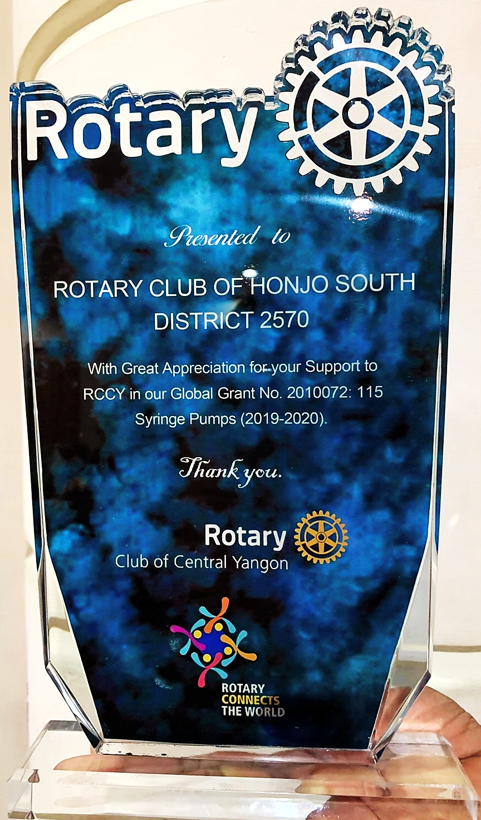 Rotary
Presented to
ROTARY CLUB OF HONJO SOUTH
DISTRICT 2570
With Great Appreciation for your Support to
RCCY in our Global Grant No. 2010072: 115
Syringe Pumps (2019-2020).
Thank you.
Rotary
Club of Central Yangon
ROTARY
CONNECTS
THE WORLD